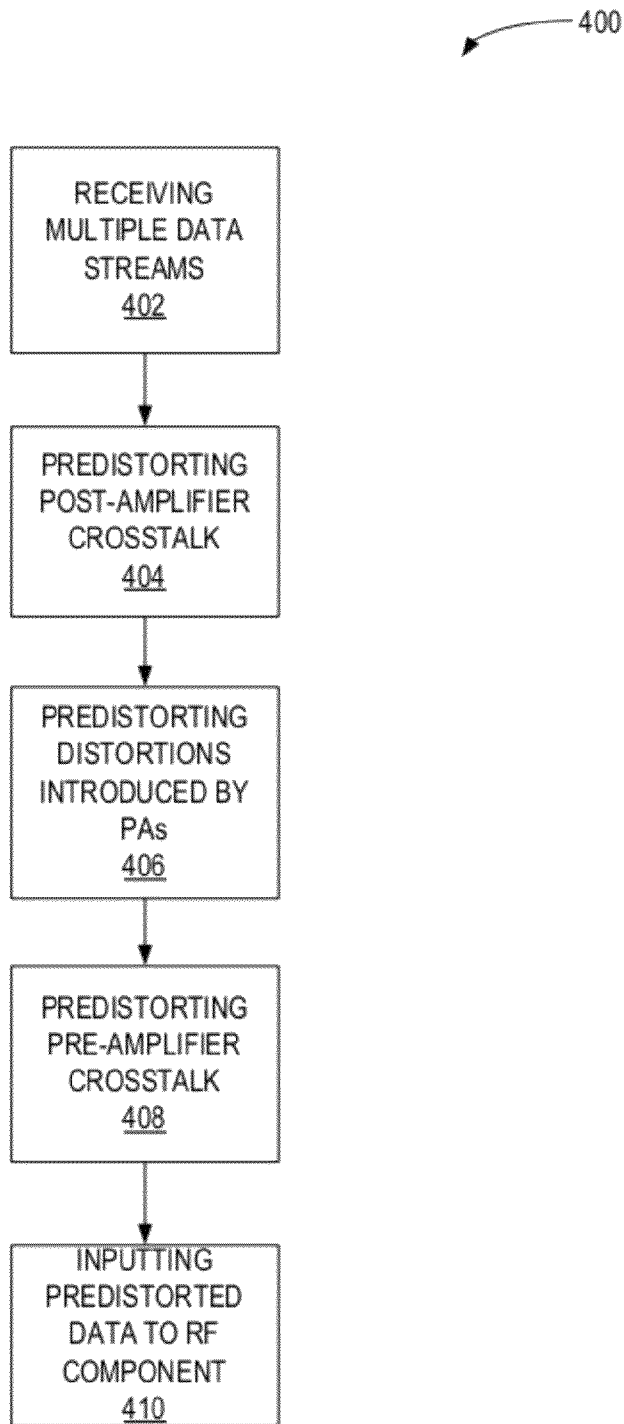 400
RECEIVING
MULTIPLE DATA
STREAMS
402
PREDISTORTING
POST-AMPLIFIER
CROSSTALK
404
PREDISTORTING
DISTORTIONS
INTRODUCED BY
PAs
406
PREDISTORTING
PRE-AMPLIFIER
CROSSTALK
408
INPUTTING
PREDISTORTED
DATA TO RF
COMPONENT
410